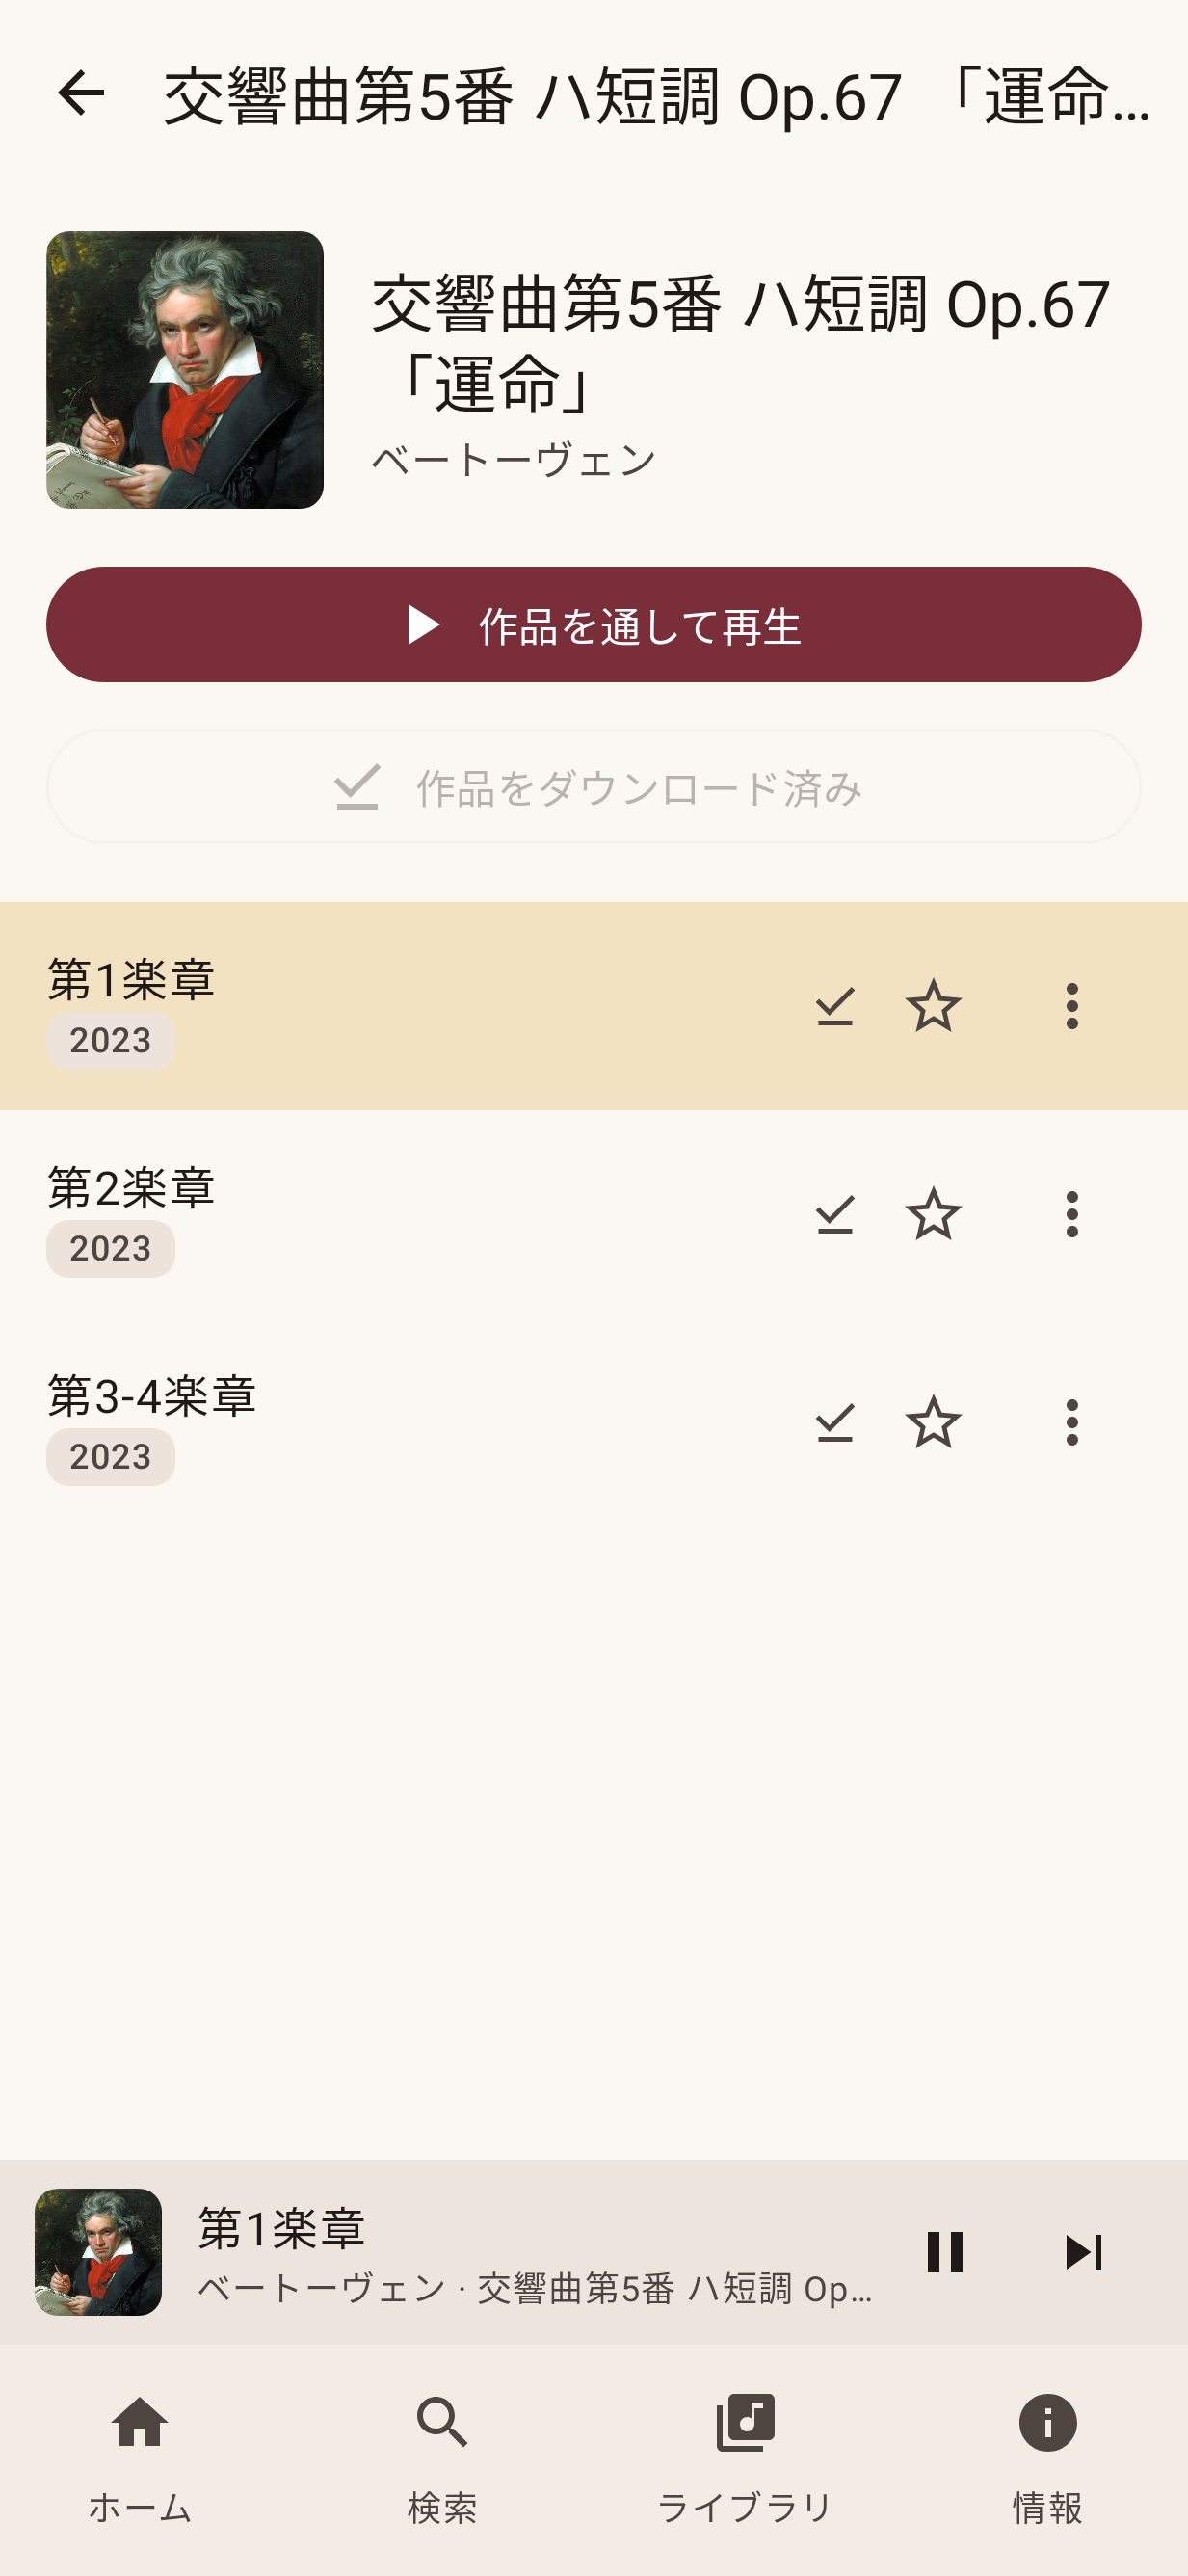 交響曲第5番 ハ短調 Op.67 「運命…
交響曲第5番 ハ短調 Op.67
「運命」
ベートーヴェン
作品を通して再生
作品をダウンロード済み
第1楽章
2023
第2楽章
2023
第3-4楽章
2023
第1楽章
ベートーヴェン · 交響曲第5番 ハ短調 Op…
ホーム
検索
ライブラリ
情報